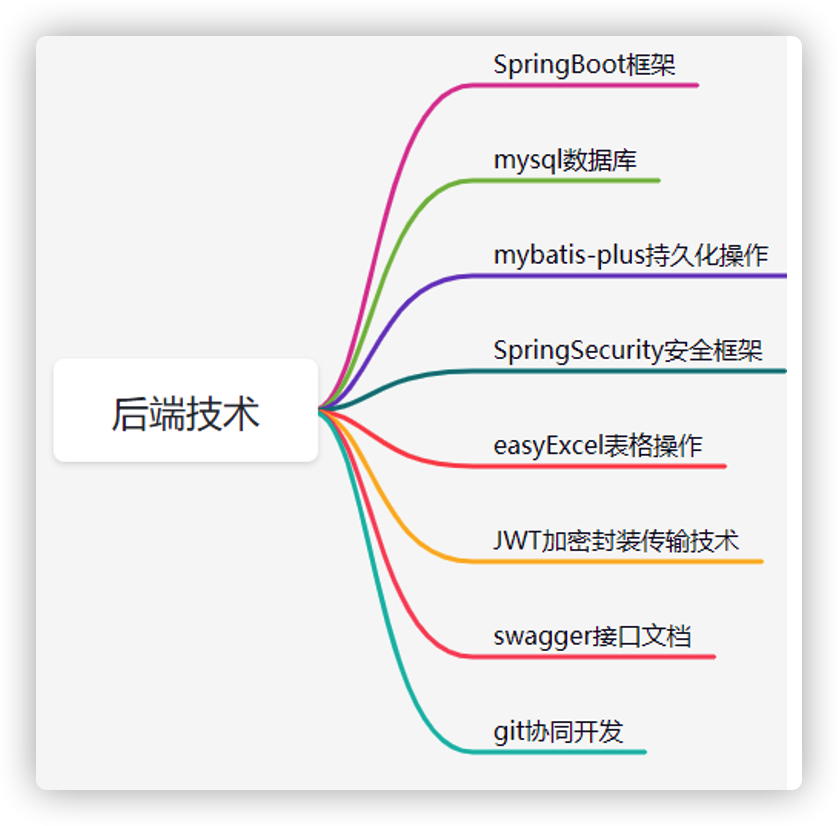 SpringBoot框架
mysql数据库
mybatis-plus持久化操作
SpringSecurity安全框架
后端技术
easyExcel表格操作
JWT加密封装传输技术
swagger接口文档
git协同开发